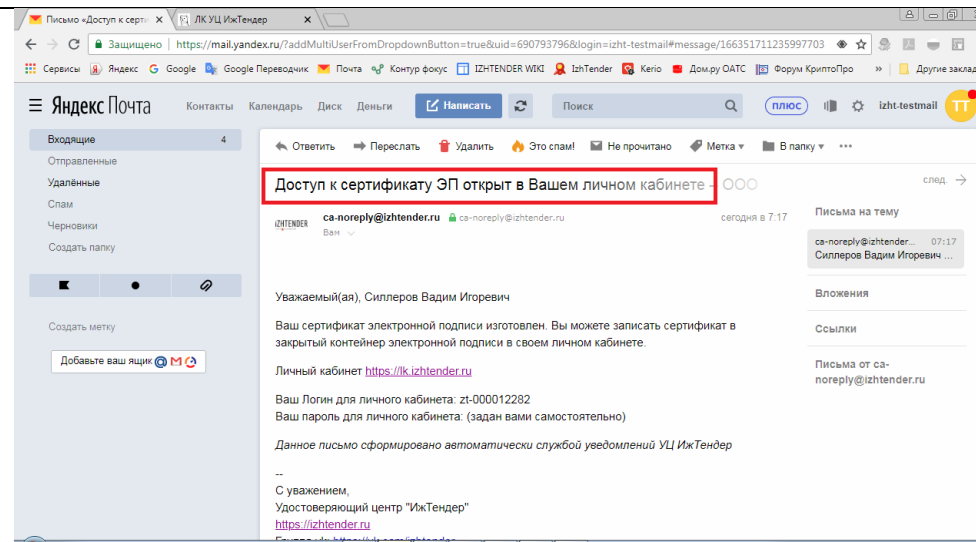 Письмо «Доступ к серти
ЛК УЦ ИжТендер
Защищено | https://mail.yandex.ru/?addMultiUserFromDropdownButton=true&uid=690793796&login=izht-testmail#message/166351711235997703
Сервисы Яндекс Google Google Переводчик Почта Контур фокус IZHTENDER WIKI IzhTender Kerio Дом.ру ОАТС Форум КриптоПро » Другие заклад
Яндекс Почта Контакты Календарь Диск Деньги Написать Поиск плюс izht-testmail ТТ
Входящие 4
Отправленные
Удалённые
Спам
Черновики
Создать папку
Создать метку
Добавьте ваш ящик
Ответить Переслать Удалить Это спам! Не прочитано Метка В папку
Доступ к сертификату ЭП открыт в Вашем личном кабинете - ООО
след. →
IZHTENDER
ca-noreply@izhtender.ru ca-noreply@izhtender.ru сегодня в 7:17
Вам
Уважаемый(ая), Силлеров Вадим Игоревич
Ваш сертификат электронной подписи изготовлен. Вы можете записать сертификат в
закрытый контейнер электронной подписи в своем личном кабинете.
Личный кабинет https://lk.izhtender.ru
Ваш Логин для личного кабинета: zt-000012282
Ваш пароль для личного кабинета: (задан вами самостоятельно)
Данное письмо сформировано автоматически службой уведомлений УЦ ИжТендер
--
С уважением,
Удостоверяющий центр "ИжТендер"
https://izhtender.ru
Письма на тему
ca-noreply@izhtender... 07:17
Силлеров Вадим Игоревич ...
Вложения
Ссылки
Письма от ca-
noreply@izhtender.ru